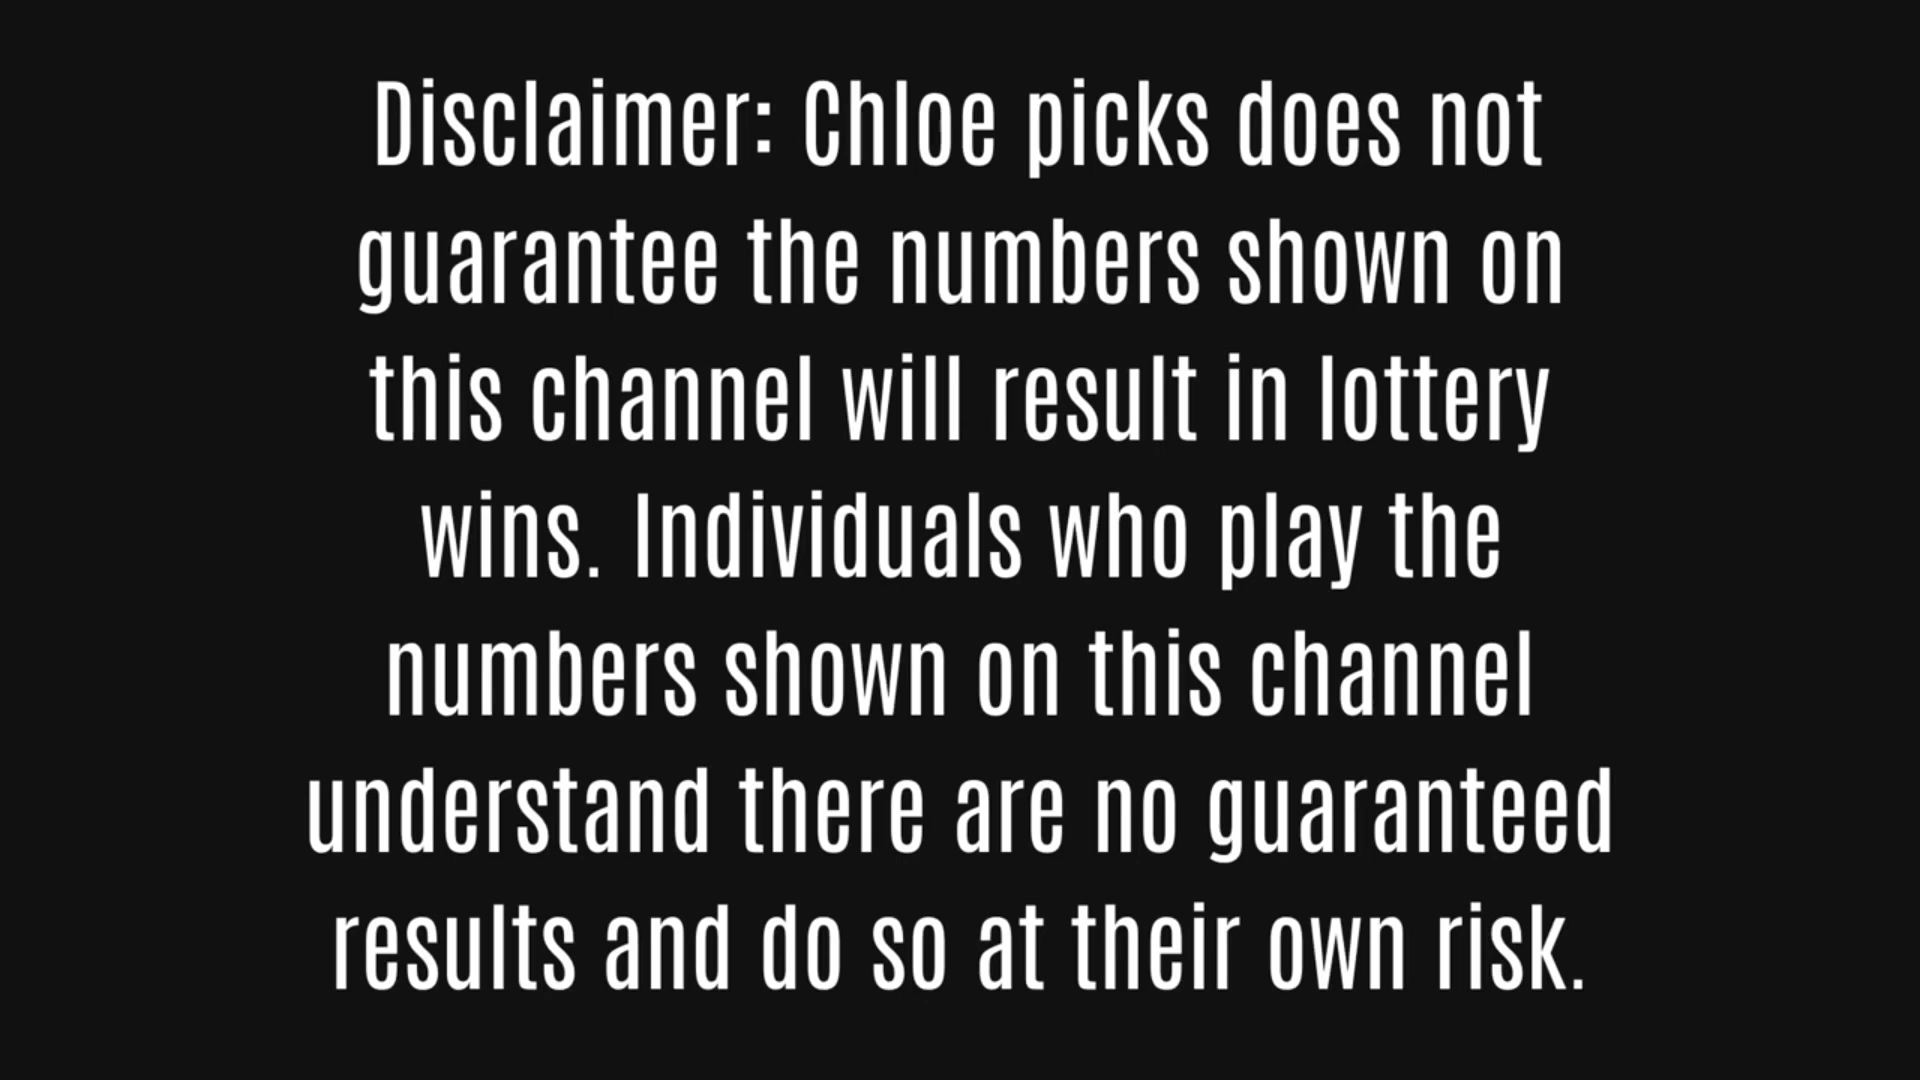 Disclaimer: Chloe picks does not
guarantee the numbers shown on
this channel will result in lottery
wins. Individuals who play the
numbers shown on this channel
understand there are no guaranteed
results and do so at their own risk.